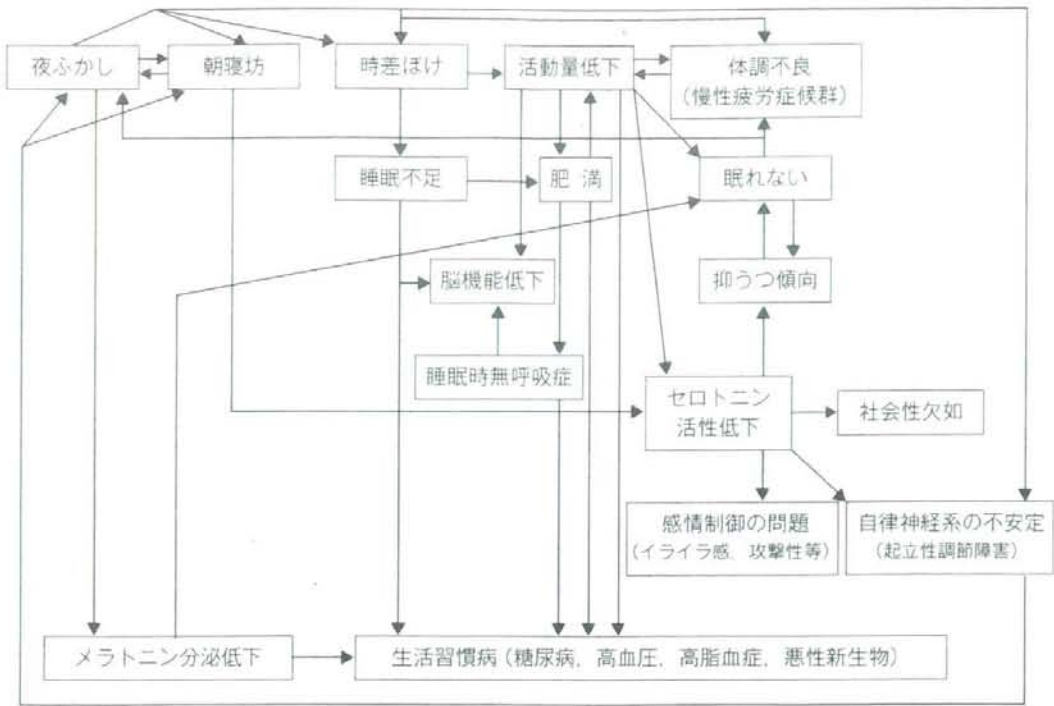 夜ふかし
朝寝坊
時差ぼけ
活動量低下
体調不良
(慢性疲労症候群)
睡眠不足
肥 満
眠れない
脳機能低下
抑うつ傾向
睡眠時無呼吸症
セロトニン
活性低下
社会性欠如
感情制御の問題
(イライラ感、攻撃性等)
自律神経系の不安定
(起立性調節障害)
メラトニン分泌低下
生活習慣病 (糖尿病, 高血圧, 高脂血症, 悪性新生物)